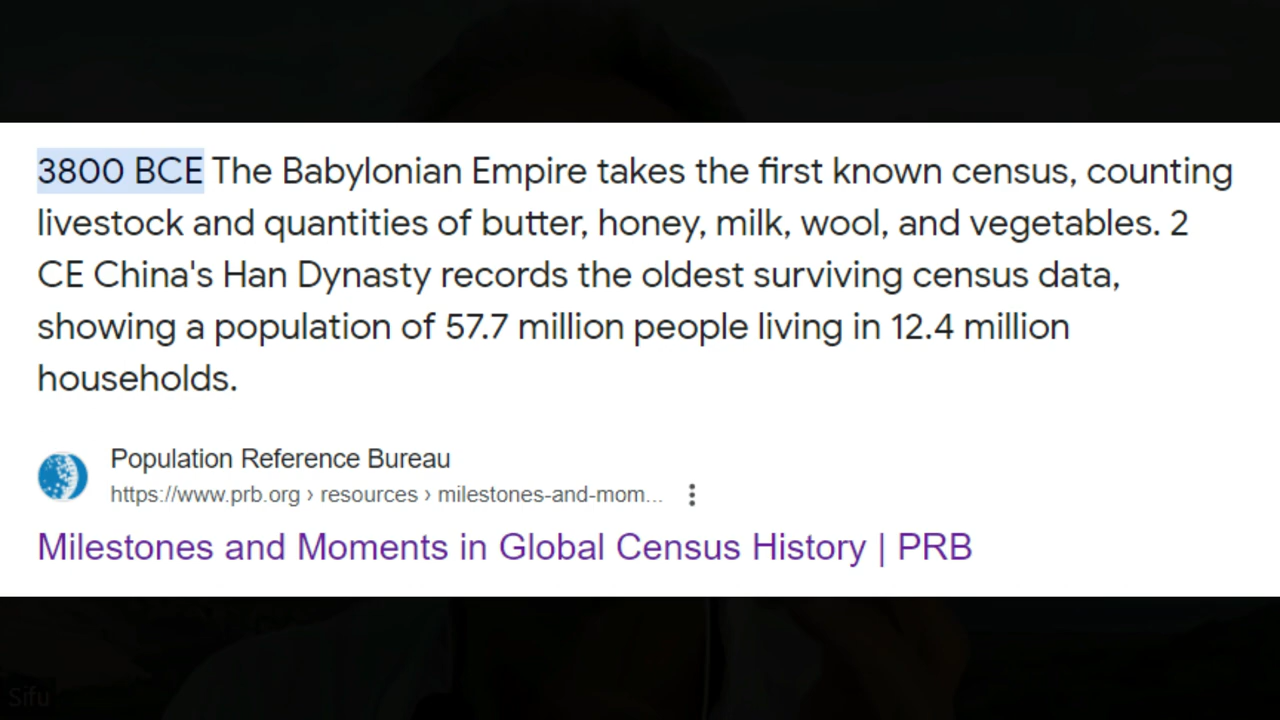 3800 BCE The Babylonian Empire takes the first known census, counting
livestock and quantities of butter, honey, milk, wool, and vegetables. 2
CE China's Han Dynasty records the oldest surviving census data,
showing a population of 57.7 million people living in 12.4 million
households.
Population Reference Bureau
https://www.prb.org › resources › milestones-and-mom...
Milestones and Moments in Global Census History | PRB
Sifu